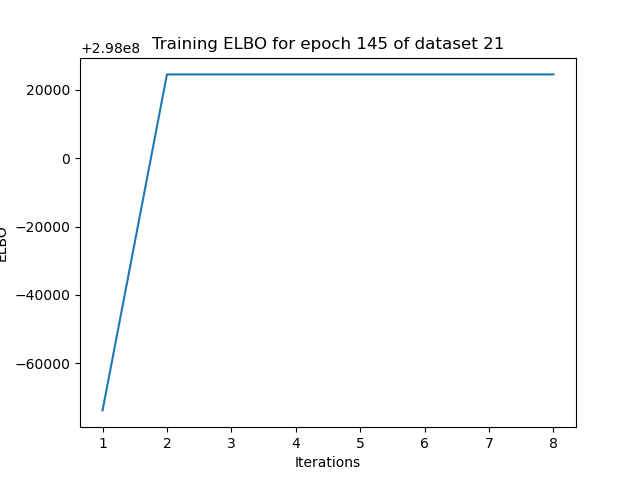 Training ELBO for epoch 145 of dataset 21
+2.98e8
20000
0
−20000
−40000
−60000
ELBO
1 2 3 4 5 6 7 8
Iterations